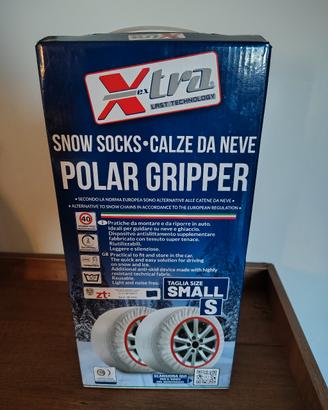 Xtra
ex
LAST TECHNOLOGY
SNOW SOCKS • CALZE DA NEVE
POLAR GRIPPER
• SECONDO LA NORMA EUROPEA SONO ALTERNATIVE ALLE CATENE DA NEVE •
• ALTERNATIVE TO SNOW CHAINS IN ACCORDANCE TO THE EUROPEAN REGULATION •
40
Pratiche da montare e da riporre in auto.
Ideali per guidare su neve e ghiaccio.
Dispositivo antislittamento supplementare
fabbricato con tessuto super tenace.
Riutilizzabili.
Leggere e silenziose.
GB Practical to fit and store in the car.
The quick and easy solution for driving
on snow and ice.
Additional anti-skid device made with highly
resistant technical fabric.
Reusable.
Light and noise free.
TAGLIA SIZE
SMALL
S